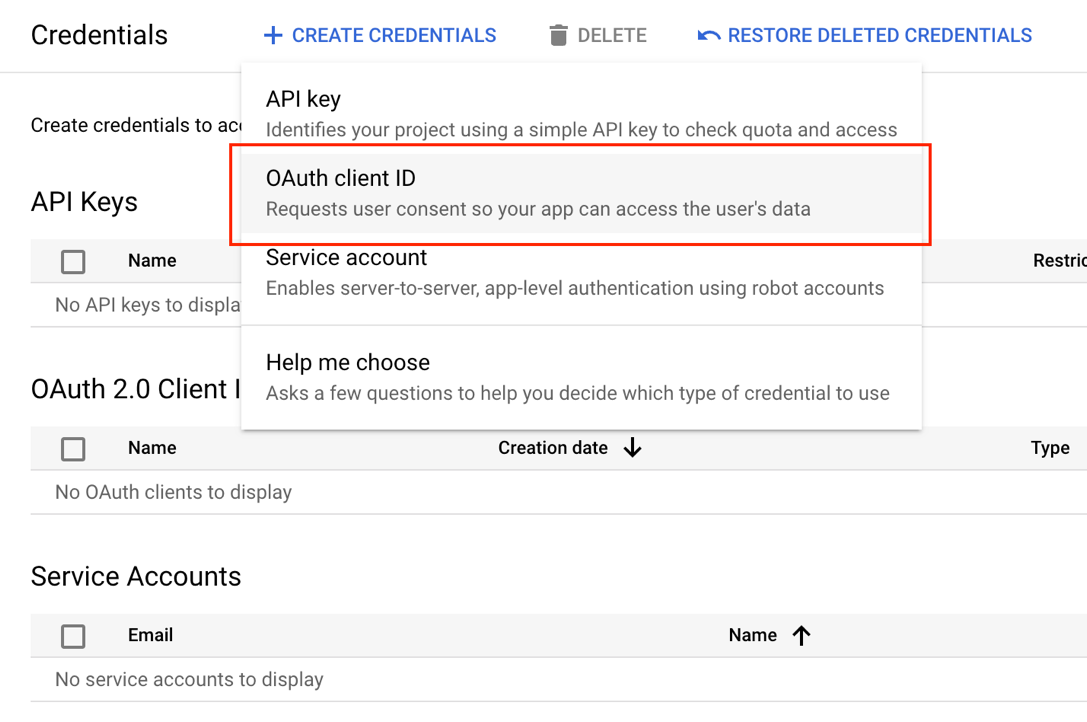 Credentials
CREATE CREDENTIALS
DELETE
RESTORE DELETED CREDENTIALS
API key
Identifies your project using a simple API key to check quota and access
Create credentials to
OAuth client ID
Requests user consent so your app can access the user's data
API Keys
Service account
Enables server-to-server, app-level authentication using robot accounts
Name
No API keys to
Help me choose
Asks a few questions to help you decide which type of credential to use
OAuth 2.0 Client
Name Creation date Type
No OAuth clients to display
Service Accounts
Email Name
No service accounts to display